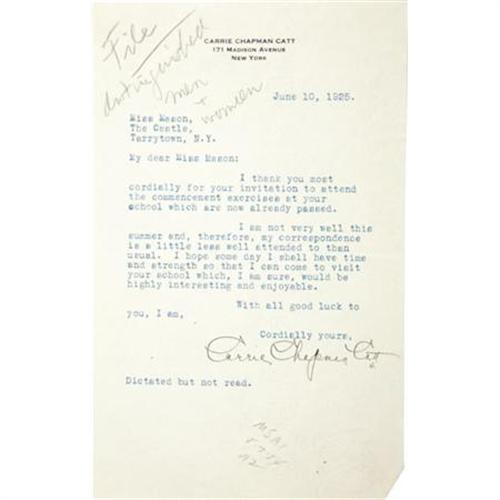 File
distinguished
men +
women
CARRIE CHAPMAN CATT
171 MADISON AVENUE
NEW YORK
June 10, 1925.
Miss Mason,
The Castle,
Tarrytown, N.Y.
My dear Miss Mason:
I thank you most
cordially for your invitation to attend
the commencement exercises at your
school which are now already passed.
I am not very well this
summer and, therefore, my correspondence
is a little less well attended to than
usual. I hope some day I shall have time
and strength so that I can come to visit
your school which, I am sure, would be
highly interesting and enjoyable.
With all good luck to
you, I am,
Cordially yours,
Carrie Chapman Catt
Dictated but not read.